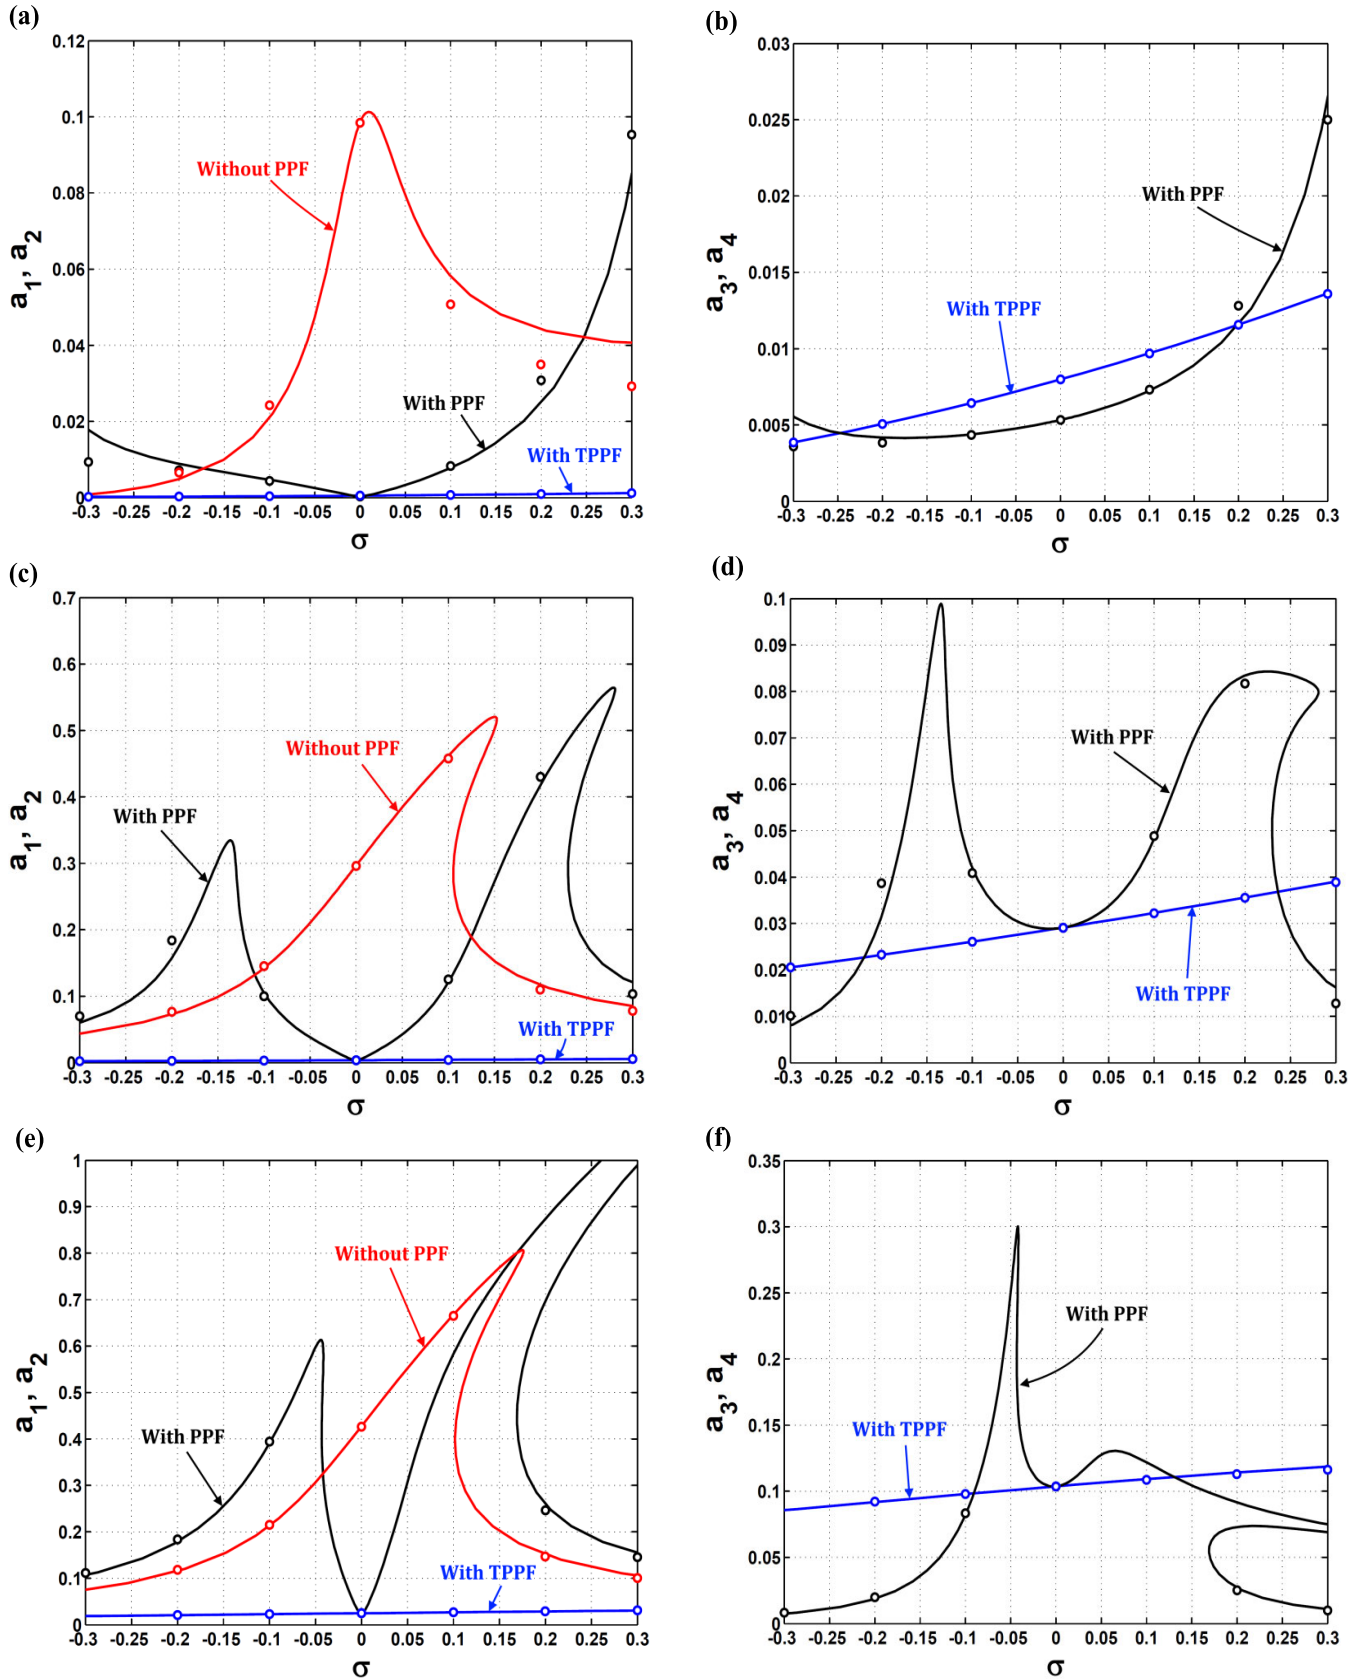 (a)
0.12
0.1
0.08
0.06
0.04
0.02
0
a1, a2
Without PPF
With PPF
With TPPF
-0.3 -0.25 -0.2 -0.15 -0.1 -0.05 0 0.05 0.1 0.15 0.2 0.25 0.3
σ
(b)
0.03
0.025
0.02
0.015
0.01
0.005
0
a3, a4
With PPF
With TPPF
-0.3 -0.25 -0.2 -0.15 -0.1 -0.05 0 0.05 0.1 0.15 0.2 0.25 0.3
σ
(c)
0.7
0.6
0.5
0.4
0.3
0.2
0.1
0
a1, a2
Without PPF
With PPF
With TPPF
-0.3 -0.25 -0.2 -0.15 -0.1 -0.05 0 0.05 0.1 0.15 0.2 0.25 0.3
σ
(d)
0.1
0.09
0.08
0.07
0.06
0.05
0.04
0.03
0.02
0.01
0
a3, a4
With PPF
With TPPF
-0.3 -0.25 -0.2 -0.15 -0.1 -0.05 0 0.05 0.1 0.15 0.2 0.25 0.3
σ
(e)
1
0.9
0.8
0.7
0.6
0.5
0.4
0.3
0.2
0.1
0
a1, a2
Without PPF
With PPF
With TPPF
-0.3 -0.25 -0.2 -0.15 -0.1 -0.05 0 0.05 0.1 0.15 0.2 0.25 0.3
σ
(f)
0.35
0.3
0.25
0.2
0.15
0.1
0.05
0
a3, a4
With PPF
With TPPF
-0.3 -0.25 -0.2 -0.15 -0.1 -0.05 0 0.05 0.1 0.15 0.2 0.25 0.3
σ